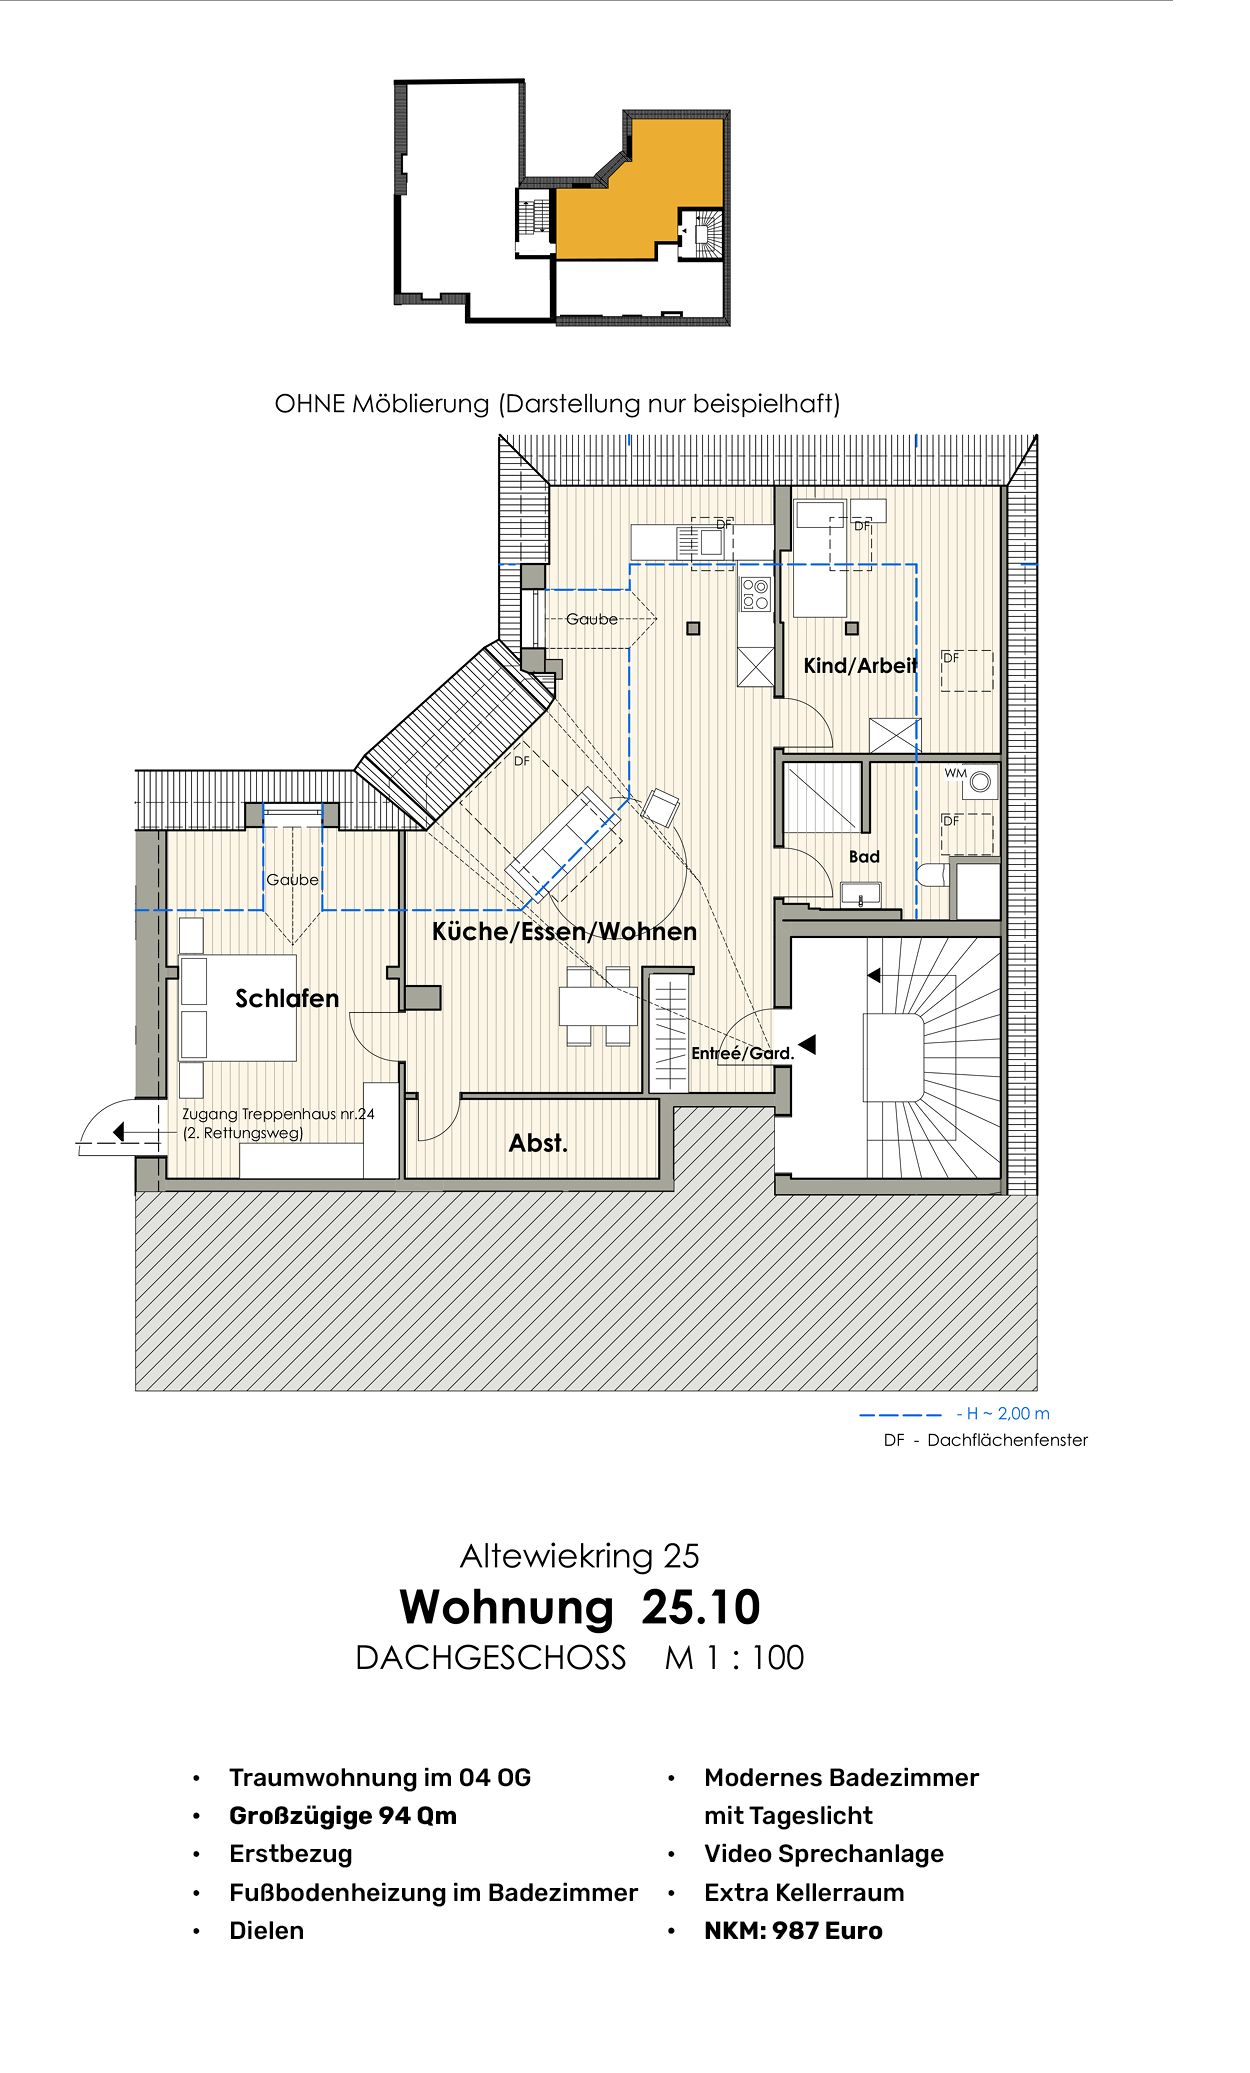 OHNE Möblierung (Darstellung nur beispielhaft)
DF
DF
Gaube
Kind/Arbeit
DF
DF
WM
DF
Bad
Gaube
Küche/Essen/Wohnen
Schlafen
Entreé/Gard.
Zugang Treppenhaus nr.24
(2. Rettungsweg)
Abst.
- H ~ 2,00 m
DF - Dachflächenfenster
Altewiekring 25
Wohnung 25.10
DACHGESCHOSS M 1 : 100
• Traumwohnung im 04 OG
• Großzügige 94 Qm
• Erstbezug
• Fußbodenheizung im Badezimmer
• Dielen
• Modernes Badezimmer
mit Tageslicht
• Video Sprechanlage
• Extra Kellerraum
• NKM: 987 Euro